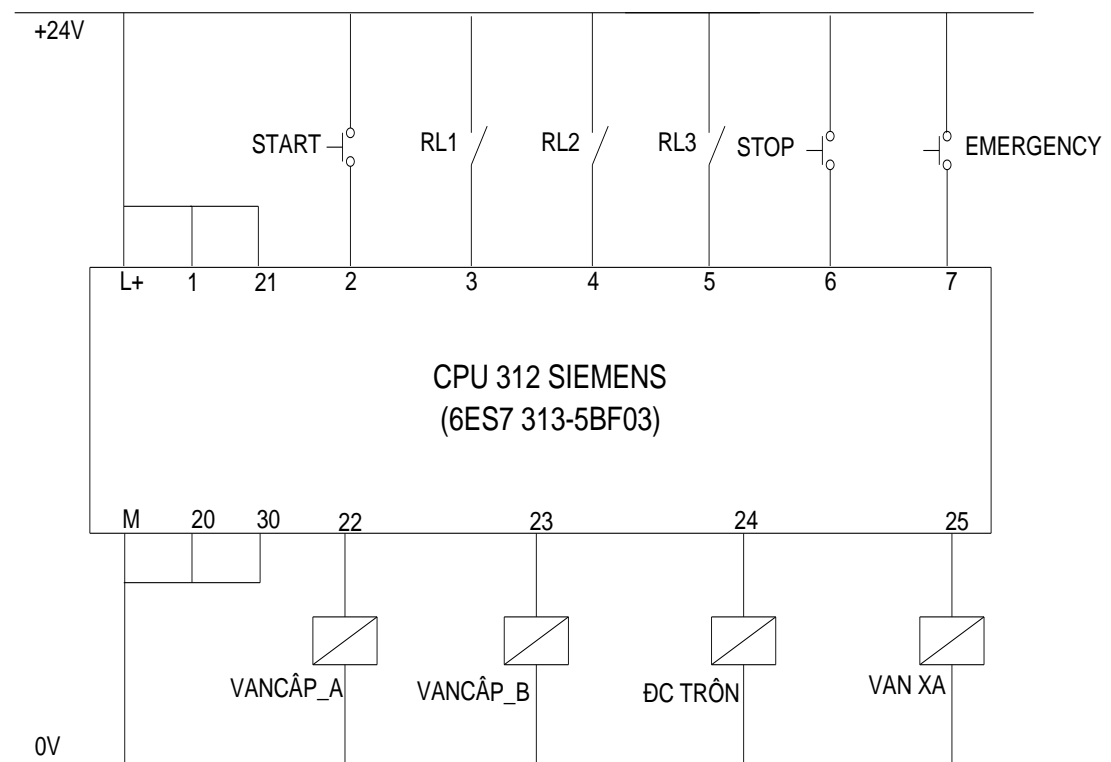 +24V
START
RL1
RL2
RL3
STOP
EMERGENCY
L+ 1 21 2 3 4 5 6 7
CPU 312 SIEMENS
(6ES7 313-5BF03)
M 20 30 22 23 24 25
VANCÂP_A
VANCÂP_B
ĐC TRÔN
VAN XA
0V